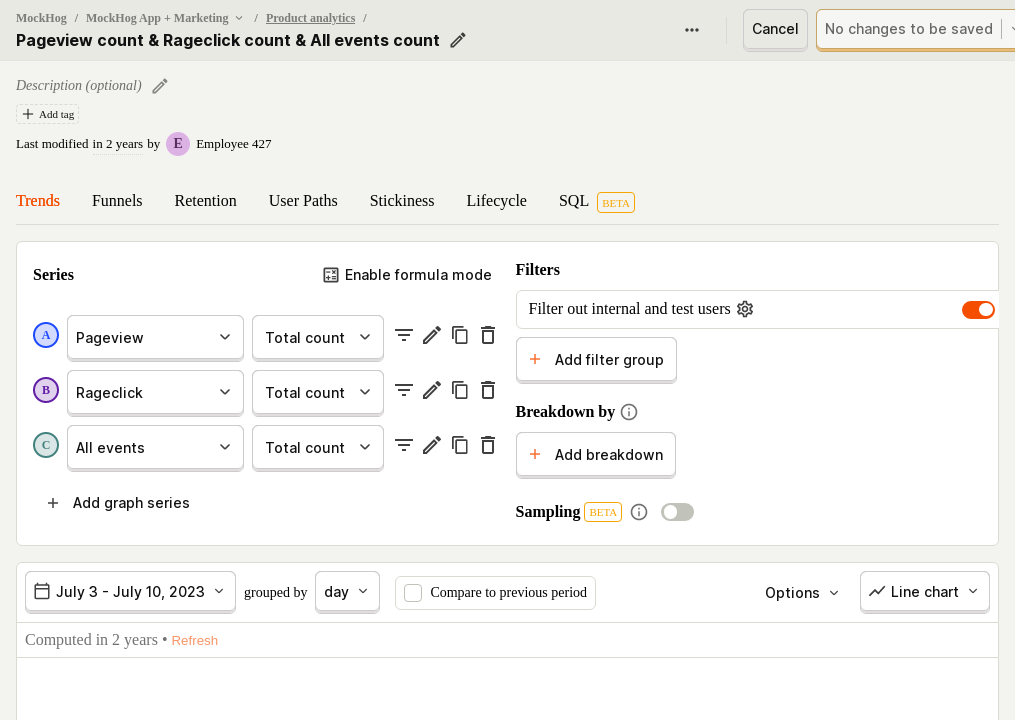 MockHog / MockHog App + Marketing / Product analytics /
Pageview count & Rageclick count & All events count
Cancel
No changes to be saved
Description (optional)
Add tag
Last modified in 2 years by E Employee 427
Trends Funnels Retention User Paths Stickiness Lifecycle SQL BETA
Series
Enable formula mode
A Pageview Total count
B Rageclick Total count
C All events Total count
Add graph series
Filters
Filter out internal and test users
Add filter group
Breakdown by
Add breakdown
Sampling BETA
July 3 - July 10, 2023 grouped by day Compare to previous period Options Line chart
Computed in 2 years • Refresh